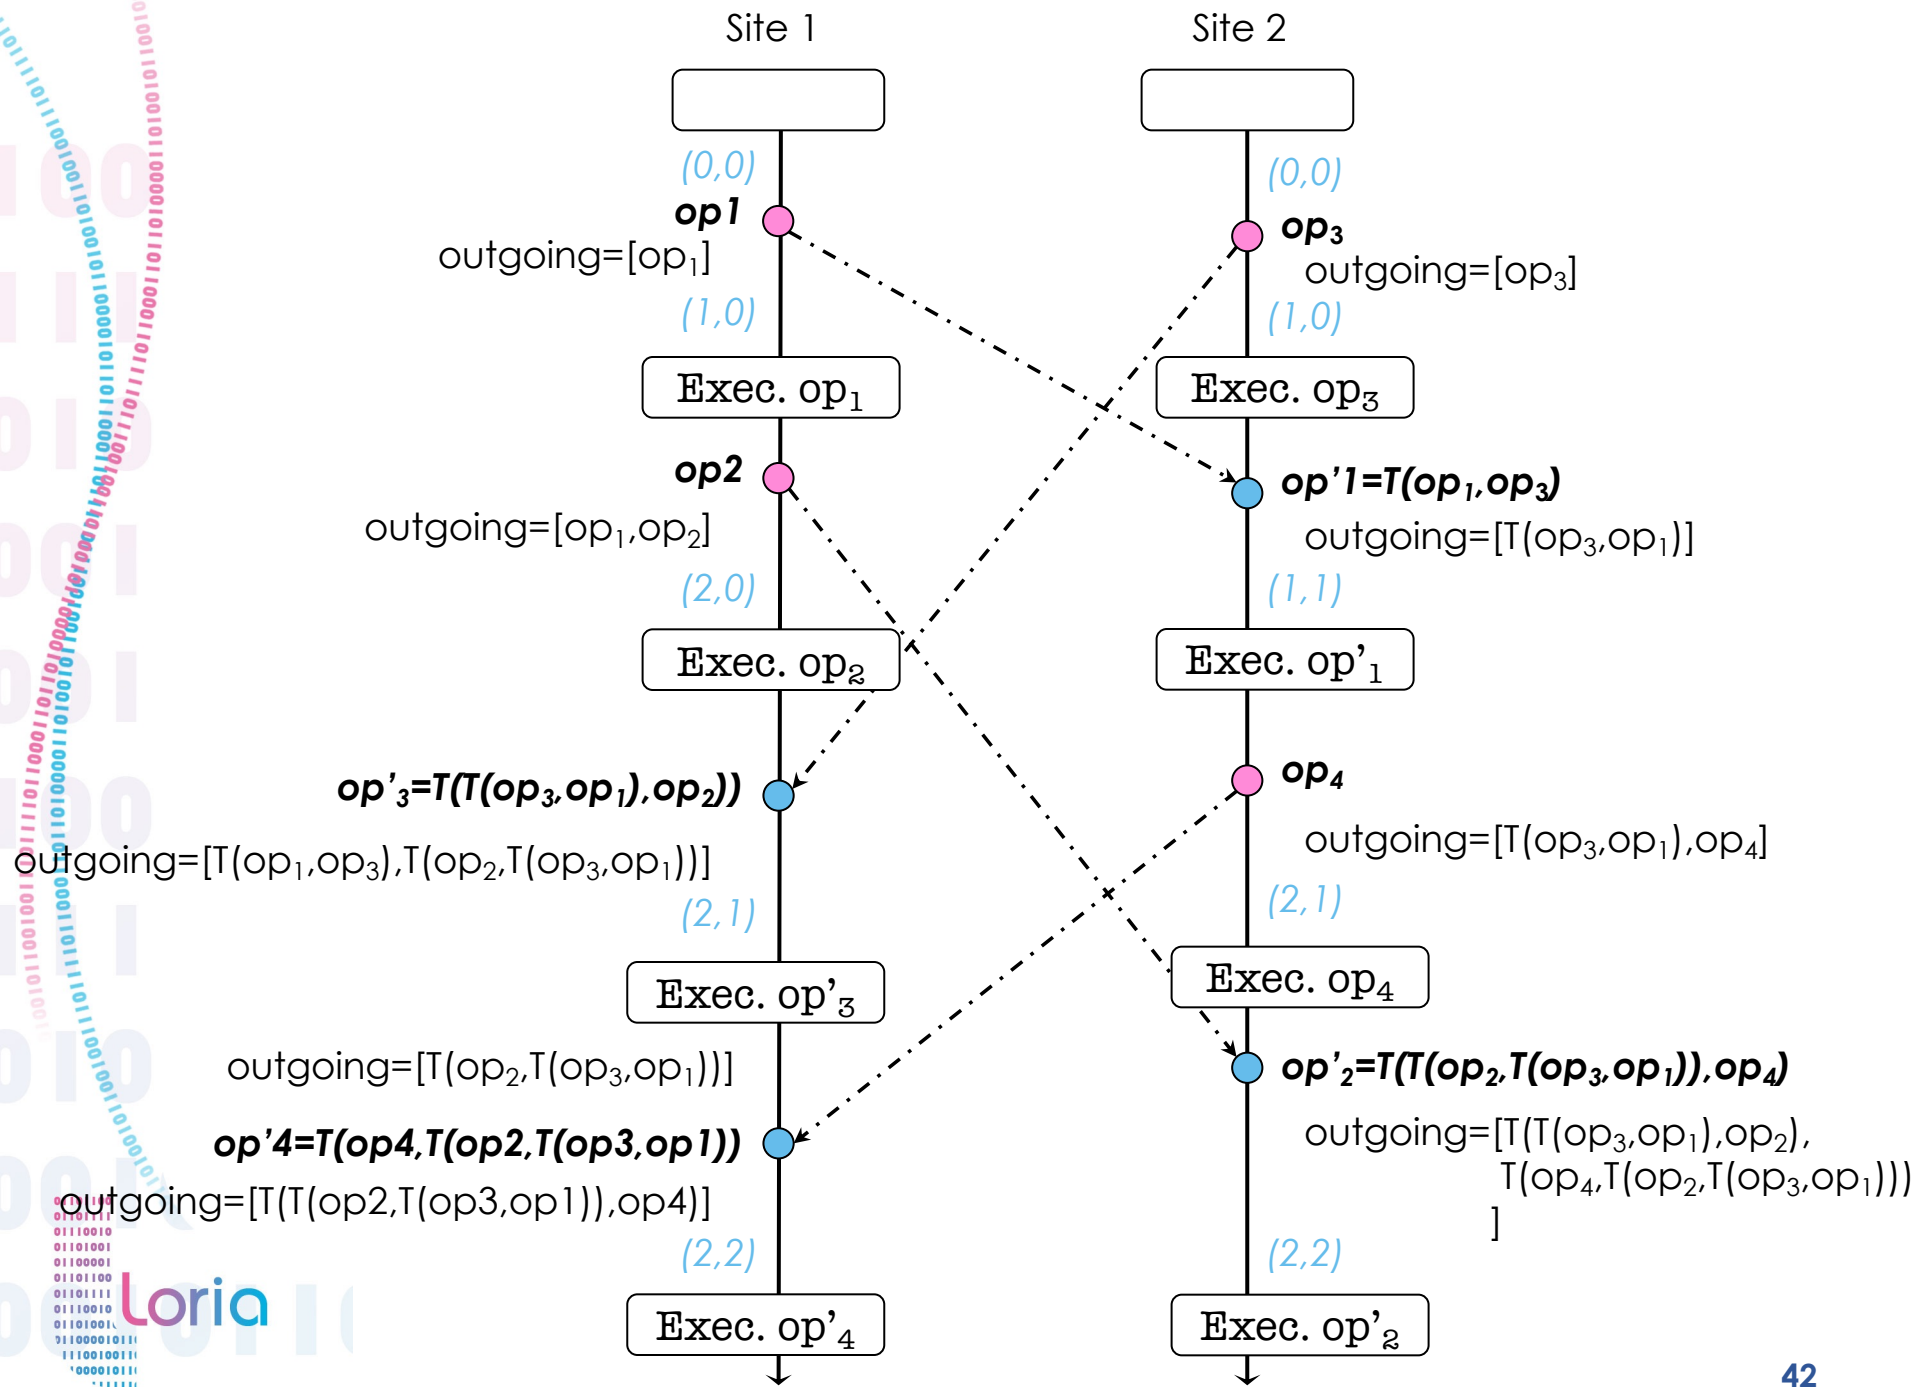 Site 1
Site 2
(0,0)
(0,0)
op1
op₃
outgoing=[op₁]
outgoing=[op₃]
(1,0)
(1,0)
Exec. op₁
Exec. op₃
op2
op'1=T(op₁,op₃)
outgoing=[op₁,op₂]
outgoing=[T(op₃,op₁)]
(2,0)
(1,1)
Exec. op₂
Exec. op'₁
op'₃=T(T(op₃,op₁),op₂))
op₄
outgoing=[T(op₁,op₃),T(op₂,T(op₃,op₁))]
outgoing=[T(op₃,op₁),op₄]
(2,1)
(2,1)
Exec. op'₃
Exec. op₄
outgoing=[T(op₂,T(op₃,op₁))]
op'₂=T(T(op₂,T(op₃,op₁)),op₄)
op'4=T(op4,T(op2,T(op3,op1))
outgoing=[T(T(op₃,op₁),op₂),
T(op₄,T(op₂,T(op₃,op₁)))
]
outgoing=[T(T(op2,T(op3,op1)),op4)]
(2,2)
(2,2)
Exec. op'₄
Exec. op'₂
Loria
42